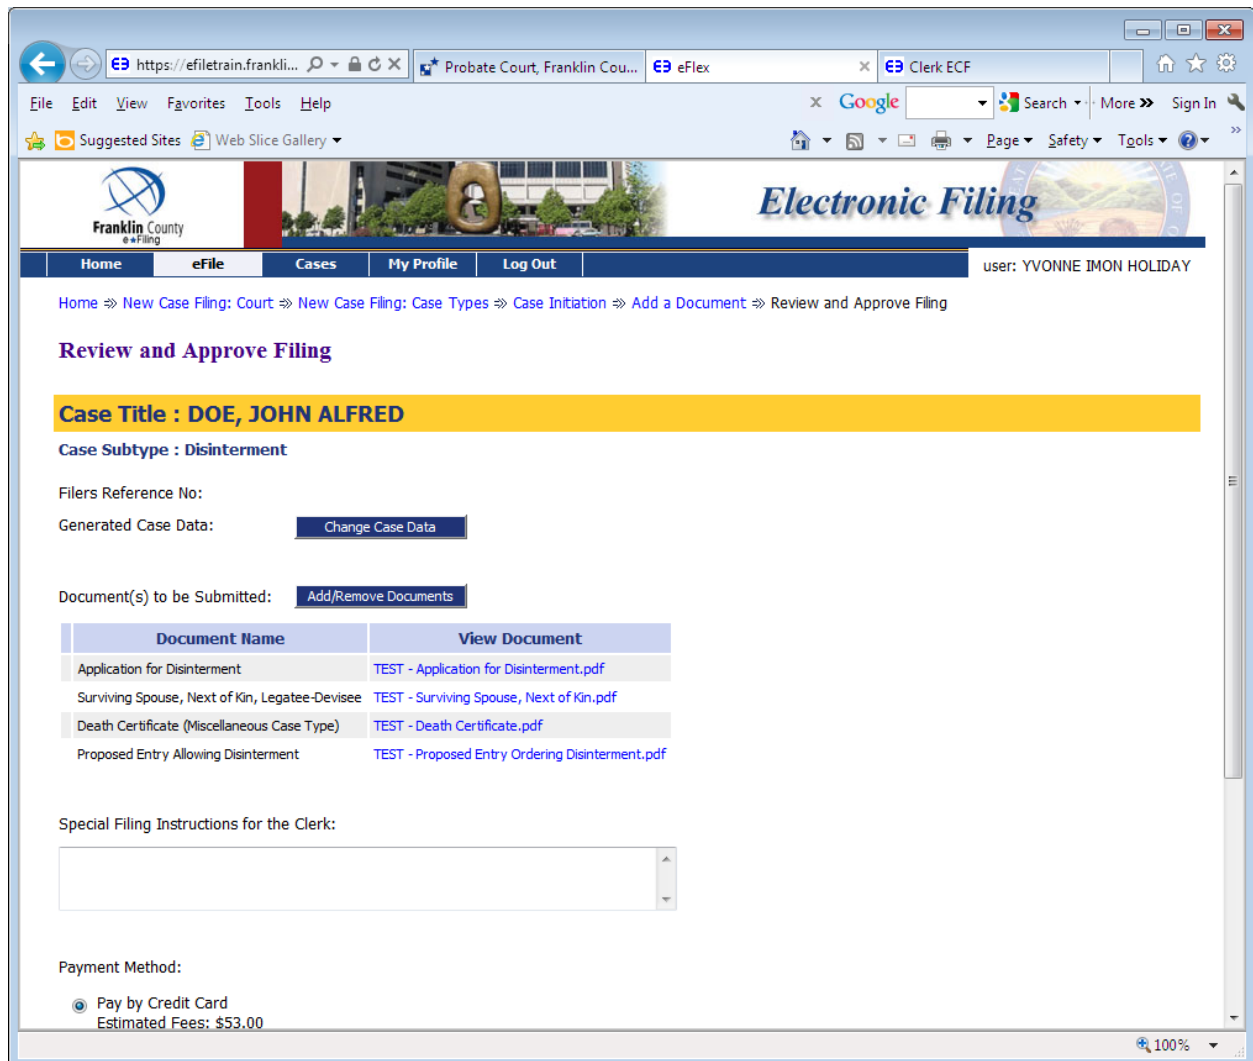 https://efiletrain.frankli...
Probate Court, Franklin Cou...
eFlex
Clerk ECF
File Edit View Favorites Tools Help
x Google Search More >> Sign In
Suggested Sites Web Slice Gallery
Page Safety Tools
Franklin County
e★Filing
Electronic Filing
Home eFile Cases My Profile Log Out
user: YVONNE IMON HOLIDAY
Home ⇒ New Case Filing: Court ⇒ New Case Filing: Case Types ⇒ Case Initiation ⇒ Add a Document ⇒ Review and Approve Filing
Review and Approve Filing
Case Title : DOE, JOHN ALFRED
Case Subtype : Disinterment
Filers Reference No:
Generated Case Data: Change Case Data
Document(s) to be Submitted: Add/Remove Documents
Document Name View Document
Application for Disinterment TEST - Application for Disinterment.pdf
Surviving Spouse, Next of Kin, Legatee-Devisee TEST - Surviving Spouse, Next of Kin.pdf
Death Certificate (Miscellaneous Case Type) TEST - Death Certificate.pdf
Proposed Entry Allowing Disinterment TEST - Proposed Entry Ordering Disinterment.pdf
Special Filing Instructions for the Clerk:
Payment Method:
Pay by Credit Card
Estimated Fees: $53.00
100%